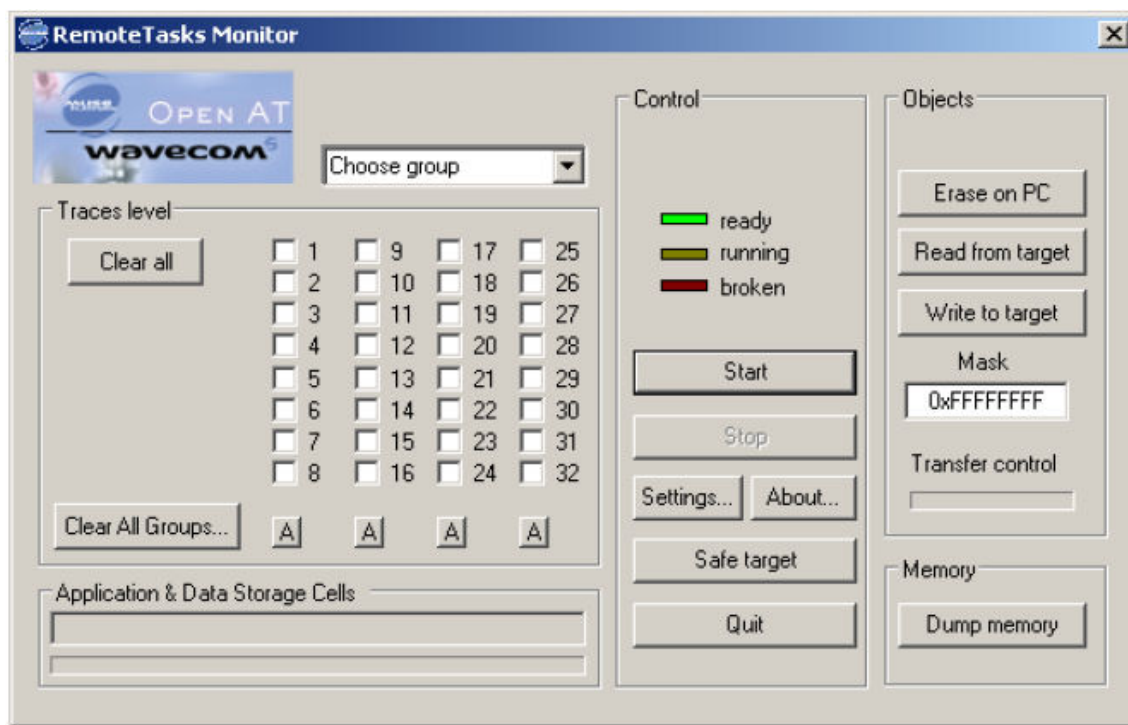 RemoteTasks Monitor
OPEN AT
wavecom
Choose group
Traces level
Clear all
1 9 17 25
2 10 18 26
3 11 19 27
4 12 20 28
5 13 21 29
6 14 22 30
7 15 23 31
8 16 24 32
Clear All Groups...
A A A A
Application & Data Storage Cells
Control
ready
running
broken
Start
Stop
Settings... About...
Safe target
Quit
Objects
Erase on PC
Read from target
Write to target
Mask
0xFFFFFFFF
Transfer control
Memory
Dump memory